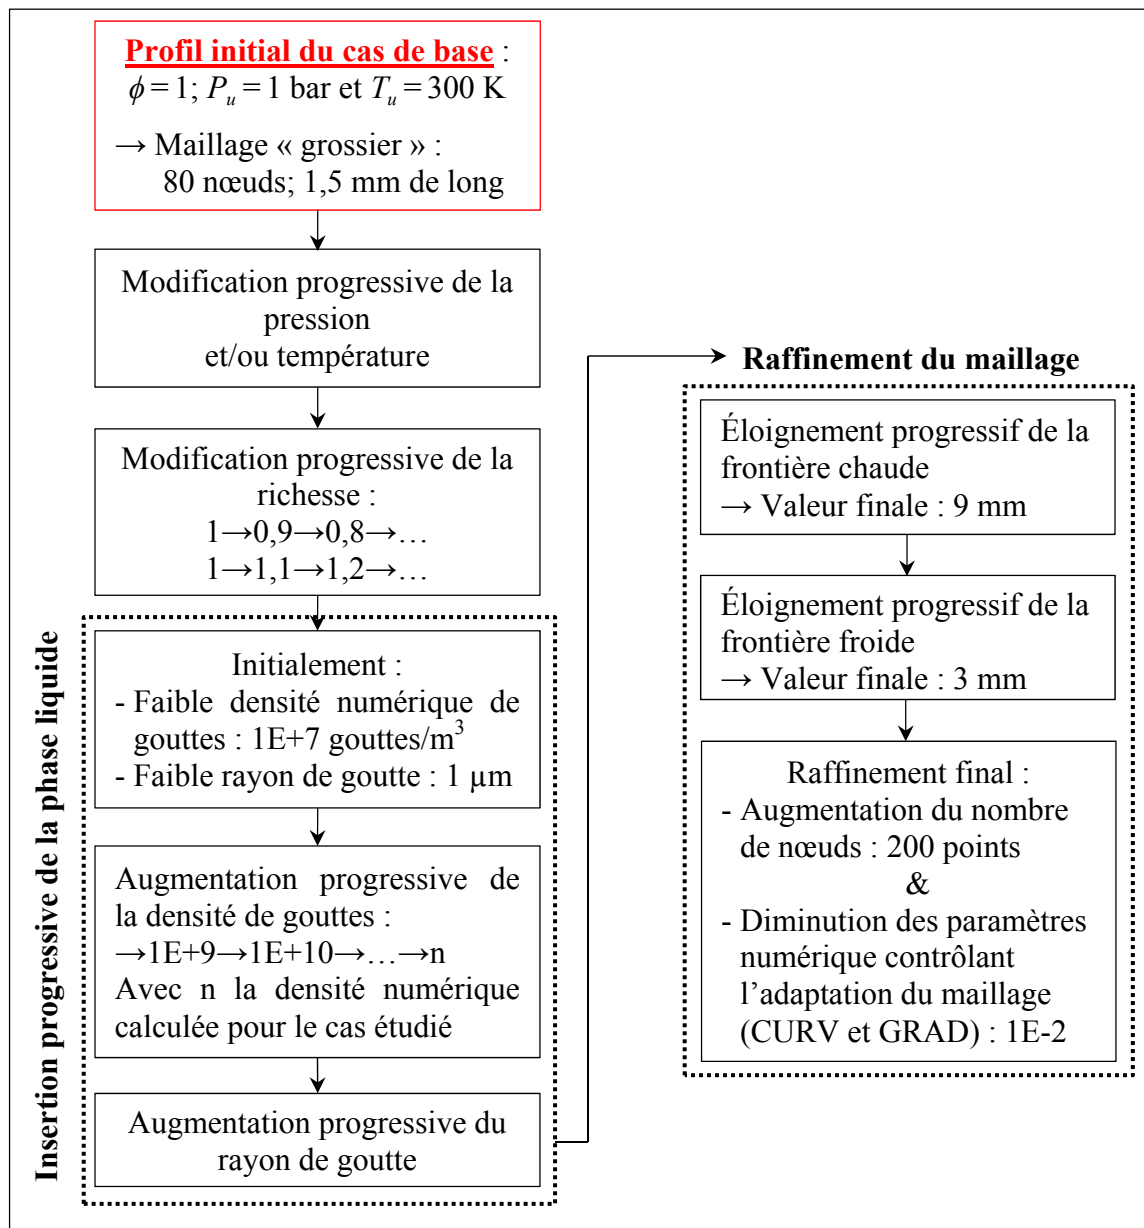 Profil initial du cas de base :
ϕ = 1; Pu = 1 bar et Tu = 300 K
→ Maillage « grossier » :
80 nœuds; 1,5 mm de long
Modification progressive de la
pression
et/ou température
Modification progressive de la
richesse :
1→0,9→0,8→…
1→1,1→1,2→…
Insertion progressive de la phase liquide
Initialement :
- Faible densité numérique de
gouttes : 1E+7 gouttes/m³
- Faible rayon de goutte : 1 µm
Augmentation progressive de
la densité de gouttes :
→1E+9→1E+10→…→n
Avec n la densité numérique
calculée pour le cas étudié
Augmentation progressive du
rayon de goutte
Raffinement du maillage
Éloignement progressif de la
frontière chaude
→ Valeur finale : 9 mm
Éloignement progressif de la
frontière froide
→ Valeur finale : 3 mm
Raffinement final :
- Augmentation du nombre
de nœuds : 200 points
&
- Diminution des paramètres
numérique contrôlant
l’adaptation du maillage
(CURV et GRAD) : 1E-2